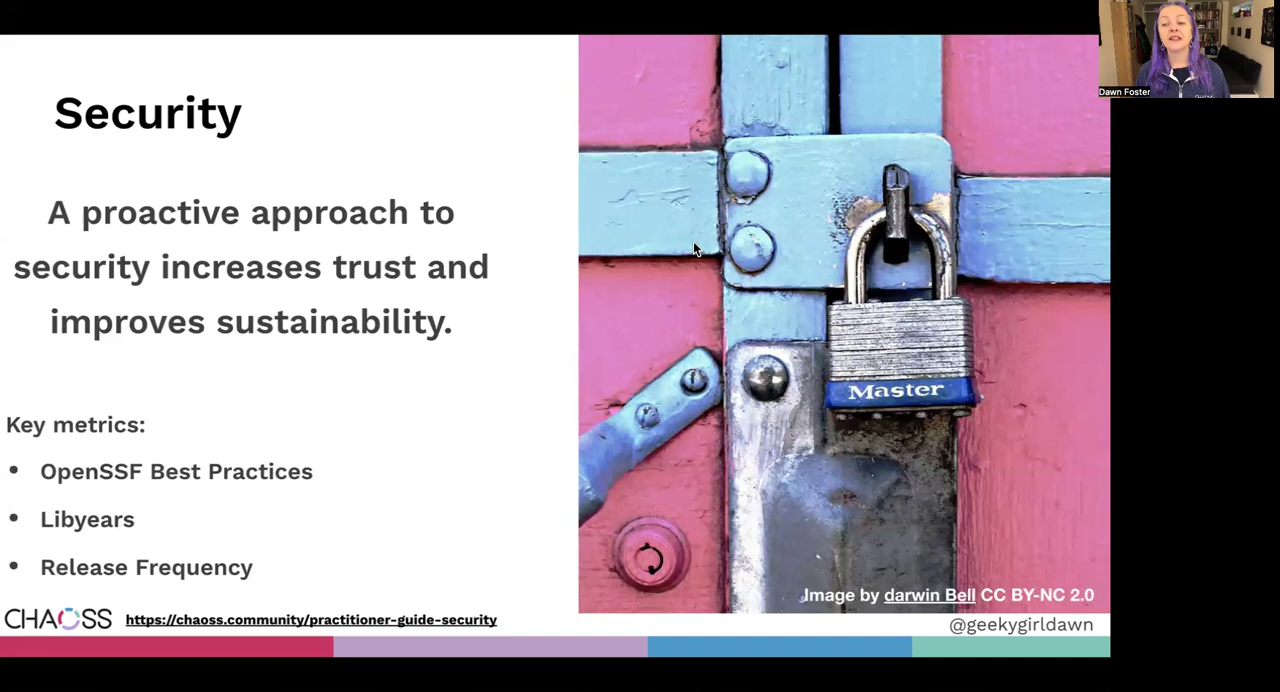 Security
A proactive approach to
security increases trust and
improves sustainability.
Key metrics:
• OpenSSF Best Practices
• Libyears
• Release Frequency
CHAOSS
https://chaoss.community/practitioner-guide-security
Master
Image by darwin Bell CC BY-NC 2.0
@geekygirldawn
Dawn Foster